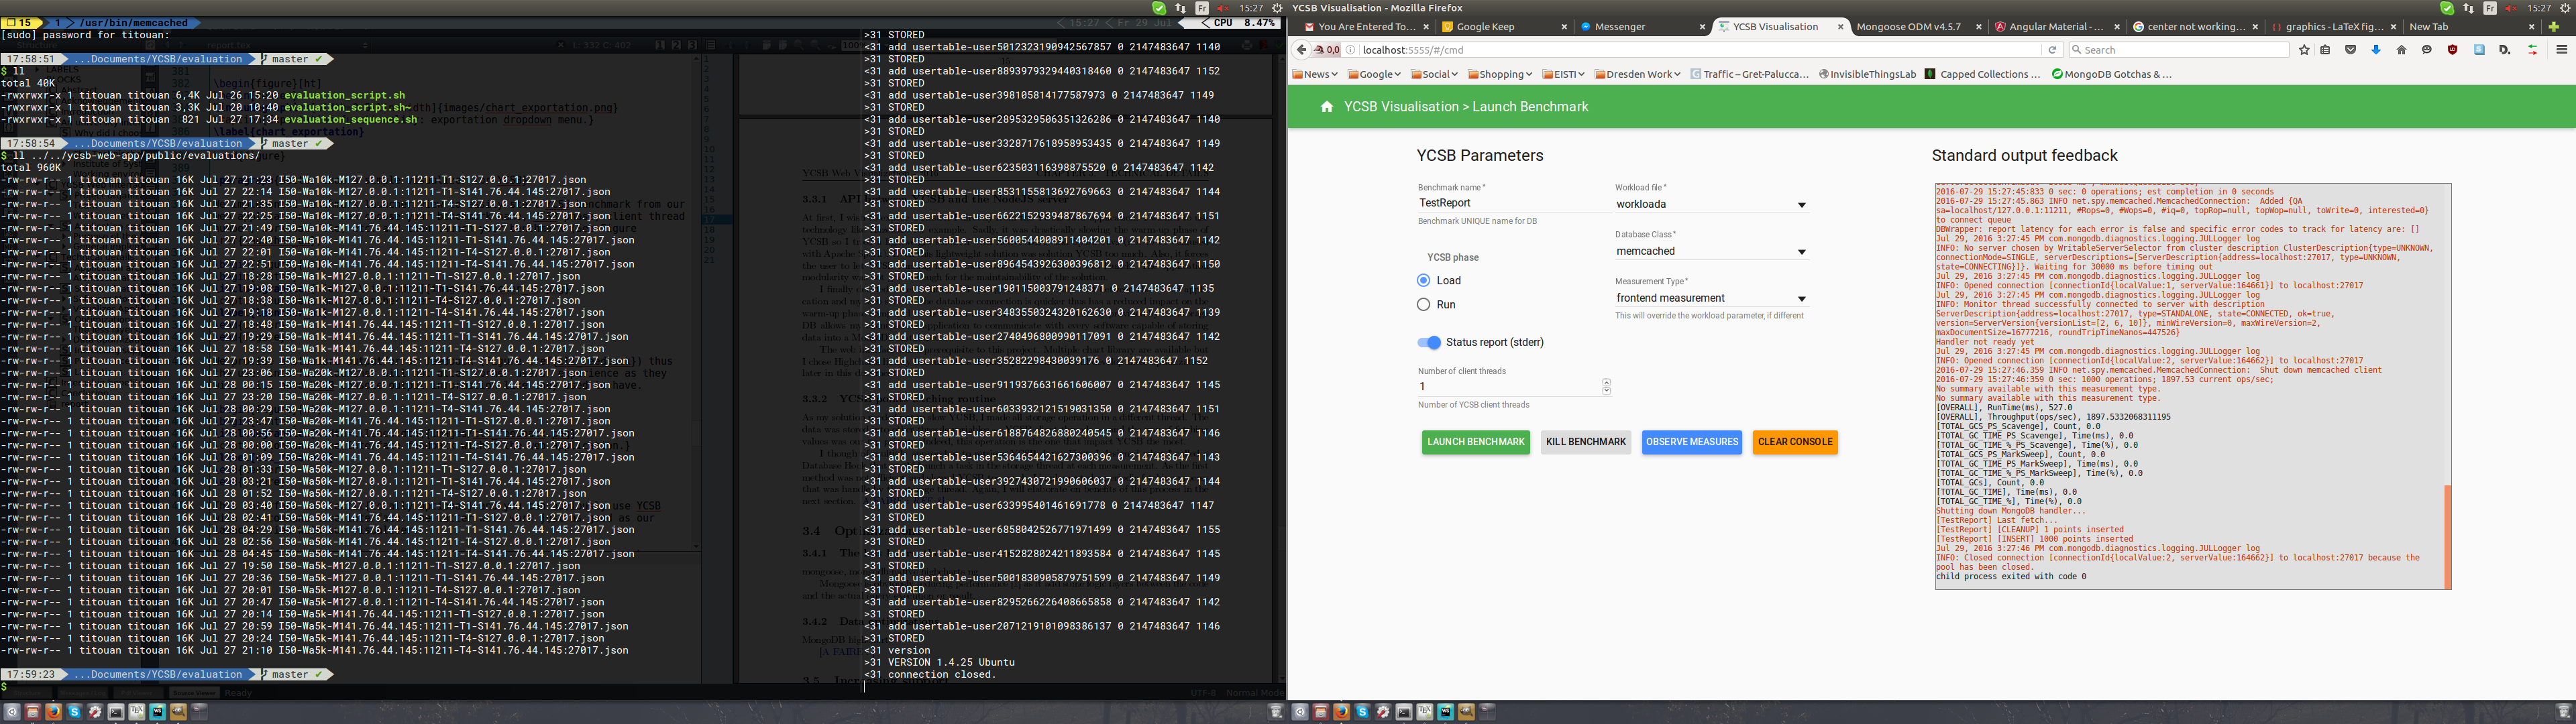 15 1 /usr/bin/memcached
15:27 Fr 29 Jul CPU 8.47%
[sudo] password for titouan:
17:58:51 ...Documents/YCSB/evaluation master ✔
$ ll
total 40K
-rwxrwxr-x 1 titouan titouan 6,4K Jul 26 15:20 evaluation_script.sh
-rwxrwxr-x 1 titouan titouan 3,3K Jul 20 10:40 evaluation_script.sh~
-rwxrwxr-x 1 titouan titouan 821 Jul 27 17:34 evaluation_sequence.sh
17:58:54 ...Documents/YCSB/evaluation master ✔
$ ll ../../ycsb-web-app/public/evaluations/
total 960K
-rw-rw-r-- 1 titouan titouan 16K Jul 27 21:23 I50-Wa10k-M127.0.0.1:11211-T1-S127.0.0.1:27017.json
-rw-rw-r-- 1 titouan titouan 16K Jul 27 22:14 I50-Wa10k-M127.0.0.1:11211-T1-S141.76.44.145:27017.json
-rw-rw-r-- 1 titouan titouan 16K Jul 27 21:35 I50-Wa10k-M127.0.0.1:11211-T4-S127.0.0.1:27017.json
-rw-rw-r-- 1 titouan titouan 16K Jul 27 22:25 I50-Wa10k-M127.0.0.1:11211-T4-S141.76.44.145:27017.json
-rw-rw-r-- 1 titouan titouan 16K Jul 27 21:49 I50-Wa10k-M141.76.44.145:11211-T1-S127.0.0.1:27017.json
-rw-rw-r-- 1 titouan titouan 16K Jul 27 22:40 I50-Wa10k-M141.76.44.145:11211-T1-S141.76.44.145:27017.json
-rw-rw-r-- 1 titouan titouan 16K Jul 27 22:01 I50-Wa10k-M141.76.44.145:11211-T4-S127.0.0.1:27017.json
-rw-rw-r-- 1 titouan titouan 16K Jul 27 22:51 I50-Wa10k-M141.76.44.145:11211-T4-S141.76.44.145:27017.json
-rw-rw-r-- 1 titouan titouan 16K Jul 27 18:28 I50-Wa1k-M127.0.0.1:11211-T1-S127.0.0.1:27017.json
-rw-rw-r-- 1 titouan titouan 16K Jul 27 19:08 I50-Wa1k-M127.0.0.1:11211-T1-S141.76.44.145:27017.json
-rw-rw-r-- 1 titouan titouan 16K Jul 27 18:38 I50-Wa1k-M127.0.0.1:11211-T4-S127.0.0.1:27017.json
-rw-rw-r-- 1 titouan titouan 16K Jul 27 19:18 I50-Wa1k-M127.0.0.1:11211-T4-S141.76.44.145:27017.json
-rw-rw-r-- 1 titouan titouan 16K Jul 27 18:48 I50-Wa1k-M141.76.44.145:11211-T1-S127.0.0.1:27017.json
-rw-rw-r-- 1 titouan titouan 16K Jul 27 19:29 I50-Wa1k-M141.76.44.145:11211-T1-S141.76.44.145:27017.json
-rw-rw-r-- 1 titouan titouan 16K Jul 27 18:58 I50-Wa1k-M141.76.44.145:11211-T4-S127.0.0.1:27017.json
-rw-rw-r-- 1 titouan titouan 16K Jul 27 19:39 I50-Wa1k-M141.76.44.145:11211-T4-S141.76.44.145:27017.json
-rw-rw-r-- 1 titouan titouan 16K Jul 27 23:06 I50-Wa20k-M127.0.0.1:11211-T1-S127.0.0.1:27017.json
-rw-rw-r-- 1 titouan titouan 16K Jul 28 00:15 I50-Wa20k-M127.0.0.1:11211-T1-S141.76.44.145:27017.json
-rw-rw-r-- 1 titouan titouan 16K Jul 27 23:20 I50-Wa20k-M127.0.0.1:11211-T4-S127.0.0.1:27017.json
-rw-rw-r-- 1 titouan titouan 16K Jul 28 00:29 I50-Wa20k-M127.0.0.1:11211-T4-S141.76.44.145:27017.json
-rw-rw-r-- 1 titouan titouan 16K Jul 27 23:47 I50-Wa20k-M141.76.44.145:11211-T1-S127.0.0.1:27017.json
-rw-rw-r-- 1 titouan titouan 16K Jul 28 00:56 I50-Wa20k-M141.76.44.145:11211-T1-S141.76.44.145:27017.json
-rw-rw-r-- 1 titouan titouan 16K Jul 28 00:00 I50-Wa20k-M141.76.44.145:11211-T4-S127.0.0.1:27017.json
-rw-rw-r-- 1 titouan titouan 16K Jul 28 01:09 I50-Wa20k-M141.76.44.145:11211-T4-S141.76.44.145:27017.json
-rw-rw-r-- 1 titouan titouan 16K Jul 28 01:33 I50-Wa50k-M127.0.0.1:11211-T1-S127.0.0.1:27017.json
-rw-rw-r-- 1 titouan titouan 16K Jul 28 03:21 I50-Wa50k-M127.0.0.1:11211-T1-S141.76.44.145:27017.json
-rw-rw-r-- 1 titouan titouan 16K Jul 28 01:52 I50-Wa50k-M127.0.0.1:11211-T4-S127.0.0.1:27017.json
-rw-rw-r-- 1 titouan titouan 16K Jul 28 03:40 I50-Wa50k-M127.0.0.1:11211-T4-S141.76.44.145:27017.json
-rw-rw-r-- 1 titouan titouan 16K Jul 28 02:41 I50-Wa50k-M141.76.44.145:11211-T1-S127.0.0.1:27017.json
-rw-rw-r-- 1 titouan titouan 16K Jul 28 04:29 I50-Wa50k-M141.76.44.145:11211-T1-S141.76.44.145:27017.json
-rw-rw-r-- 1 titouan titouan 16K Jul 28 02:56 I50-Wa50k-M141.76.44.145:11211-T4-S127.0.0.1:27017.json
-rw-rw-r-- 1 titouan titouan 16K Jul 28 04:45 I50-Wa50k-M141.76.44.145:11211-T4-S141.76.44.145:27017.json
-rw-rw-r-- 1 titouan titouan 16K Jul 27 19:50 I50-Wa5k-M127.0.0.1:11211-T1-S127.0.0.1:27017.json
-rw-rw-r-- 1 titouan titouan 16K Jul 27 20:36 I50-Wa5k-M127.0.0.1:11211-T1-S141.76.44.145:27017.json
-rw-rw-r-- 1 titouan titouan 16K Jul 27 20:01 I50-Wa5k-M127.0.0.1:11211-T4-S127.0.0.1:27017.json
-rw-rw-r-- 1 titouan titouan 16K Jul 27 20:47 I50-Wa5k-M127.0.0.1:11211-T4-S141.76.44.145:27017.json
-rw-rw-r-- 1 titouan titouan 16K Jul 27 20:14 I50-Wa5k-M141.76.44.145:11211-T1-S127.0.0.1:27017.json
-rw-rw-r-- 1 titouan titouan 16K Jul 27 20:59 I50-Wa5k-M141.76.44.145:11211-T1-S141.76.44.145:27017.json
-rw-rw-r-- 1 titouan titouan 16K Jul 27 20:24 I50-Wa5k-M141.76.44.145:11211-T4-S127.0.0.1:27017.json
-rw-rw-r-- 1 titouan titouan 16K Jul 27 21:10 I50-Wa5k-M141.76.44.145:11211-T4-S141.76.44.145:27017.json
17:59:23 ...Documents/YCSB/evaluation master ✔
$
>31 STORED
<31 add usertable-user5012323190942567857 0 2147483647 1140
>31 STORED
<31 add usertable-user8893979329440318460 0 2147483647 1152
>31 STORED
<31 add usertable-user398105814177587973 0 2147483647 1149
>31 STORED
<31 add usertable-user2895329506351326286 0 2147483647 1140
>31 STORED
<31 add usertable-user3328717618958953435 0 2147483647 1149
>31 STORED
<31 add usertable-user623503116398875520 0 2147483647 1142
>31 STORED
<31 add usertable-user8531155813692769663 0 2147483647 1144
>31 STORED
<31 add usertable-user6622152939487867694 0 2147483647 1151
>31 STORED
<31 add usertable-user5600544008911404201 0 2147483647 1142
>31 STORED
<31 add usertable-user8964543926300396812 0 2147483647 1150
>31 STORED
<31 add usertable-user190115003791248371 0 2147483647 1135
>31 STORED
<31 add usertable-user3483550324320162630 0 2147483647 1139
>31 STORED
<31 add usertable-user2740496800990117091 0 2147483647 1142
>31 STORED
<31 add usertable-user35282298430039176 0 2147483647 1152
>31 STORED
<31 add usertable-user9119376631661606007 0 2147483647 1145
>31 STORED
<31 add usertable-user6033932121519031350 0 2147483647 1151
>31 STORED
<31 add usertable-user6188764826880240545 0 2147483647 1146
>31 STORED
<31 add usertable-user5364654421627300396 0 2147483647 1143
>31 STORED
<31 add usertable-user3927430721990606037 0 2147483647 1144
>31 STORED
<31 add usertable-user633995401461691778 0 2147483647 1147
>31 STORED
<31 add usertable-user6858042526771971499 0 2147483647 1155
>31 STORED
<31 add usertable-user4152828024211893584 0 2147483647 1145
>31 STORED
<31 add usertable-user5001830905879751599 0 2147483647 1149
>31 STORED
<31 add usertable-user8295266226408665858 0 2147483647 1142
>31 STORED
<31 add usertable-user2071219101098386137 0 2147483647 1146
>31 STORED
<31 version
>31 VERSION 1.4.25 Ubuntu
<31 connection closed.
Fr 15:27
YCSB Visualisation - Mozilla Firefox
Fr 15:27
You Are Entered To... Google Keep Messenger YCSB Visualisation Mongoose ODM v4.5.7 Angular Material - ... center not working... graphics - LaTeX fig... New Tab
0,0 localhost:5555/#/cmd Search
News Google Social Shopping EISTI Dresden Work Traffic – Gret-Palucca... InvisibleThingsLab Capped Collections ... MongoDB Gotchas & ...
YCSB Visualisation > Launch Benchmark
YCSB Parameters
Benchmark name *
TestReport
Benchmark UNIQUE name for DB
Workload file *
workloada
Database Class *
memcached
YCSB phase
Load
Run
Measurement Type *
frontend measurement
This will override the workload parameter, if different
Status report (stderr)
Number of client threads
1
Number of YCSB client threads
LAUNCH BENCHMARK KILL BENCHMARK OBSERVE MEASURES CLEAR CONSOLE
Standard output feedback
2016-07-29 15:27:45:833 0 sec: 0 operations; est completion in 0 seconds
2016-07-29 15:27:45.863 INFO net.spy.memcached.MemcachedConnection: Added {QA
sa=localhost/127.0.0.1:11211, #Rops=0, #Wops=0, #iq=0, topRop=null, topWop=null, toWrite=0, interested=0}
to connect queue
DBWrapper: report latency for each error is false and specific error codes to track for latency are: []
Jul 29, 2016 3:27:45 PM com.mongodb.diagnostics.logging.JULLogger log
INFO: No server chosen by WritableServerSelector from cluster description ClusterDescription{type=UNKNOWN,
connectionMode=SINGLE, serverDescriptions=[ServerDescription{address=localhost:27017, type=UNKNOWN,
state=CONNECTING}]}. Waiting for 30000 ms before timing out
Jul 29, 2016 3:27:45 PM com.mongodb.diagnostics.logging.JULLogger log
INFO: Opened connection [connectionId{localValue:1, serverValue:164661}] to localhost:27017
Jul 29, 2016 3:27:45 PM com.mongodb.diagnostics.logging.JULLogger log
INFO: Monitor thread successfully connected to server with description
ServerDescription{address=localhost:27017, type=STANDALONE, state=CONNECTED, ok=true,
version=ServerVersion{versionList=[2, 6, 10]}, minWireVersion=0, maxWireVersion=2,
maxDocumentSize=16777216, roundTripTimeNanos=447526}
Handler not ready yet
Jul 29, 2016 3:27:45 PM com.mongodb.diagnostics.logging.JULLogger log
INFO: Opened connection [connectionId{localValue:2, serverValue:164662}] to localhost:27017
2016-07-29 15:27:46.359 INFO net.spy.memcached.MemcachedConnection: Shut down memcached client
2016-07-29 15:27:46:359 0 sec: 1000 operations; 1897.53 current ops/sec;
No summary available with this measurement type.
No summary available with this measurement type.
[OVERALL], RunTime(ms), 527.0
[OVERALL], Throughput(ops/sec), 1897.5332068311195
[TOTAL_GCS_PS_Scavenge], Count, 0.0
[TOTAL_GC_TIME_PS_Scavenge], Time(ms), 0.0
[TOTAL_GC_TIME_%_PS_Scavenge], Time(%), 0.0
[TOTAL_GCS_PS_MarkSweep], Count, 0.0
[TOTAL_GC_TIME_PS_MarkSweep], Time(ms), 0.0
[TOTAL_GC_TIME_%_PS_MarkSweep], Time(%), 0.0
[TOTAL_GCs], Count, 0.0
[TOTAL_GC_TIME], Time(ms), 0.0
[TOTAL_GC_TIME_%], Time(%), 0.0
Shutting down MongoDB handler...
[TestReport] Last fetch...
[TestReport] [CLEANUP] 1 points inserted
[TestReport] [INSERT] 1000 points inserted
Jul 29, 2016 3:27:46 PM com.mongodb.diagnostics.logging.JULLogger log
INFO: Closed connection [connectionId{localValue:2, serverValue:164662}] to localhost:27017 because the
pool has been closed.
child process exited with code 0